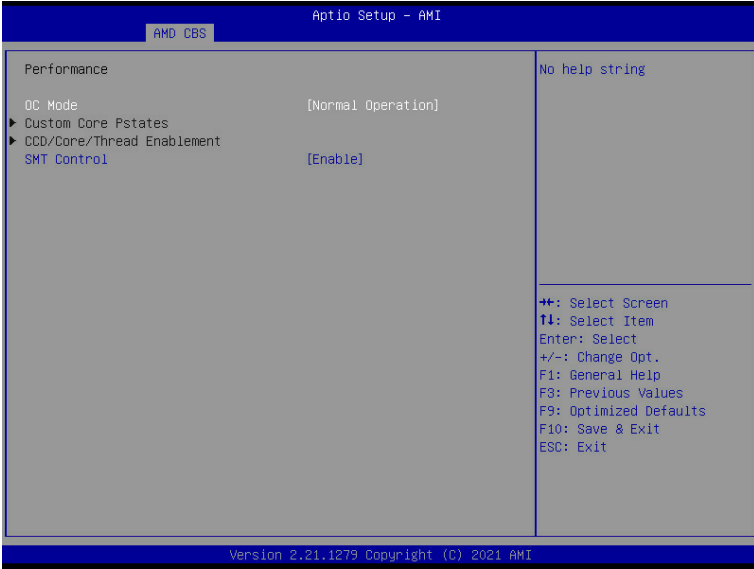 Aptio Setup – AMI
AMD CBS
Performance
OC Mode [Normal Operation]
Custom Core Pstates
CCD/Core/Thread Enablement
SMT Control [Enable]
No help string
→←: Select Screen
↑↓: Select Item
Enter: Select
+/-: Change Opt.
F1: General Help
F3: Previous Values
F9: Optimized Defaults
F10: Save & Exit
ESC: Exit
Version 2.21.1279 Copyright (C) 2021 AMI